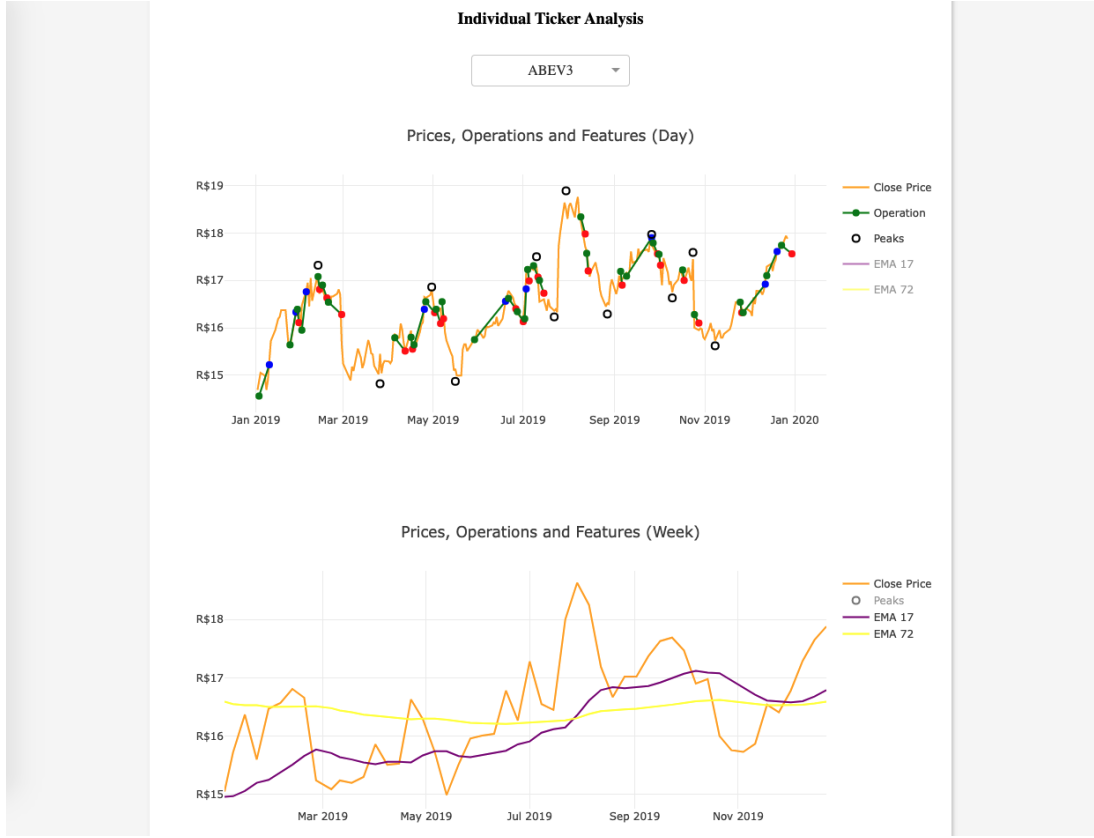 Individual Ticker Analysis
ABEV3
Prices, Operations and Features (Day)
R$19
R$18
R$17
R$16
R$15
Jan 2019 Mar 2019 May 2019 Jul 2019 Sep 2019 Nov 2019 Jan 2020
Close Price
Operation
Peaks
EMA 17
EMA 72
Prices, Operations and Features (Week)
R$18
R$17
R$16
R$15
Mar 2019 May 2019 Jul 2019 Sep 2019 Nov 2019
Close Price
Peaks
EMA 17
EMA 72